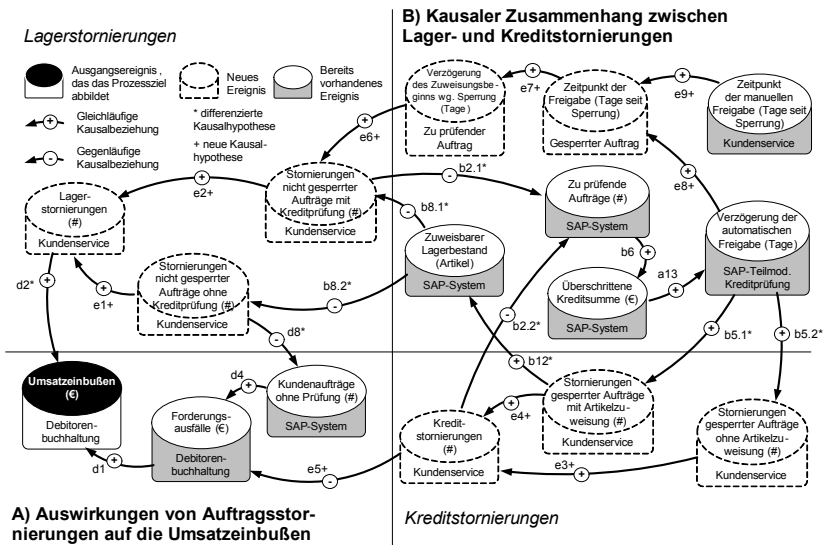 Lagerstornierungen
B) Kausaler Zusammenhang zwischen
Lager- und Kreditstornierungen
Ausgangsereignis ,
das das Prozessziel
abbildet
Neues
Ereignis
Bereits
vorhandenes
Ereignis
Gleichläufige
Kausalbeziehung
* differenzierte
Kausalhypothese
Gegenläufige
Kausalbeziehung
+ neue Kausal-
hypothese
Verzögerung
des Zuweisungsbe-
ginns wg. Sperrung
(Tage)
Zu prüfender
Auftrag
e7+
+
Zeitpunkt der
Freigabe (Tage seit
Sperrung)
Gesperrter Auftrag
e9+
+
Zeitpunkt
der manuellen
Freigabe (Tage seit
Sperrung)
Kundenservice
e6+
+
e8+
+
Stornierungen
nicht gesperrter
Aufträge mit
Kreditprüfung (#)
Kundenservice
e2+
+
b2.1*
-
b8.1*
-
Zu prüfende
Aufträge (#)
SAP-System
Lager-
stornierungen
(#)
Kundenservice
Zuweisbarer
Lagerbestand
(Artikel)
SAP-System
b6
+
Verzögerung der
automatischen
Freigabe (Tage)
SAP-Teilmod.
Kreditprüfung
Stornierungen
nicht gesperrter
Aufträge ohne
Kreditprüfung (#)
Kundenservice
b8.2*
-
Überschrittene
Kreditsumme (€)
SAP-System
a13
+
d2*
+
e1+
+
d8*
-
b2.2*
-
b12*
+
b5.1*
+
b5.2*
+
Umsatzeinbußen
(€)
Debitoren-
buchhaltung
d4
+
Kundenaufträge
ohne Prüfung (#)
SAP-System
Forderungs-
ausfälle (€)
Debitoren-
buchhaltung
d1
+
e5+
-
Kredit-
stornierungen
(#)
Kundenservice
e4+
+
Stornierungen
gesperrter Aufträge
mit Artikelzu-
weisung (#)
Kundenservice
e3+
+
Stornierungen
gesperrter Aufträge
ohne Artikelzu-
weisung (#)
Kundenservice
A) Auswirkungen von Auftragsstor-
nierungen auf die Umsatzeinbußen
Kreditstornierungen